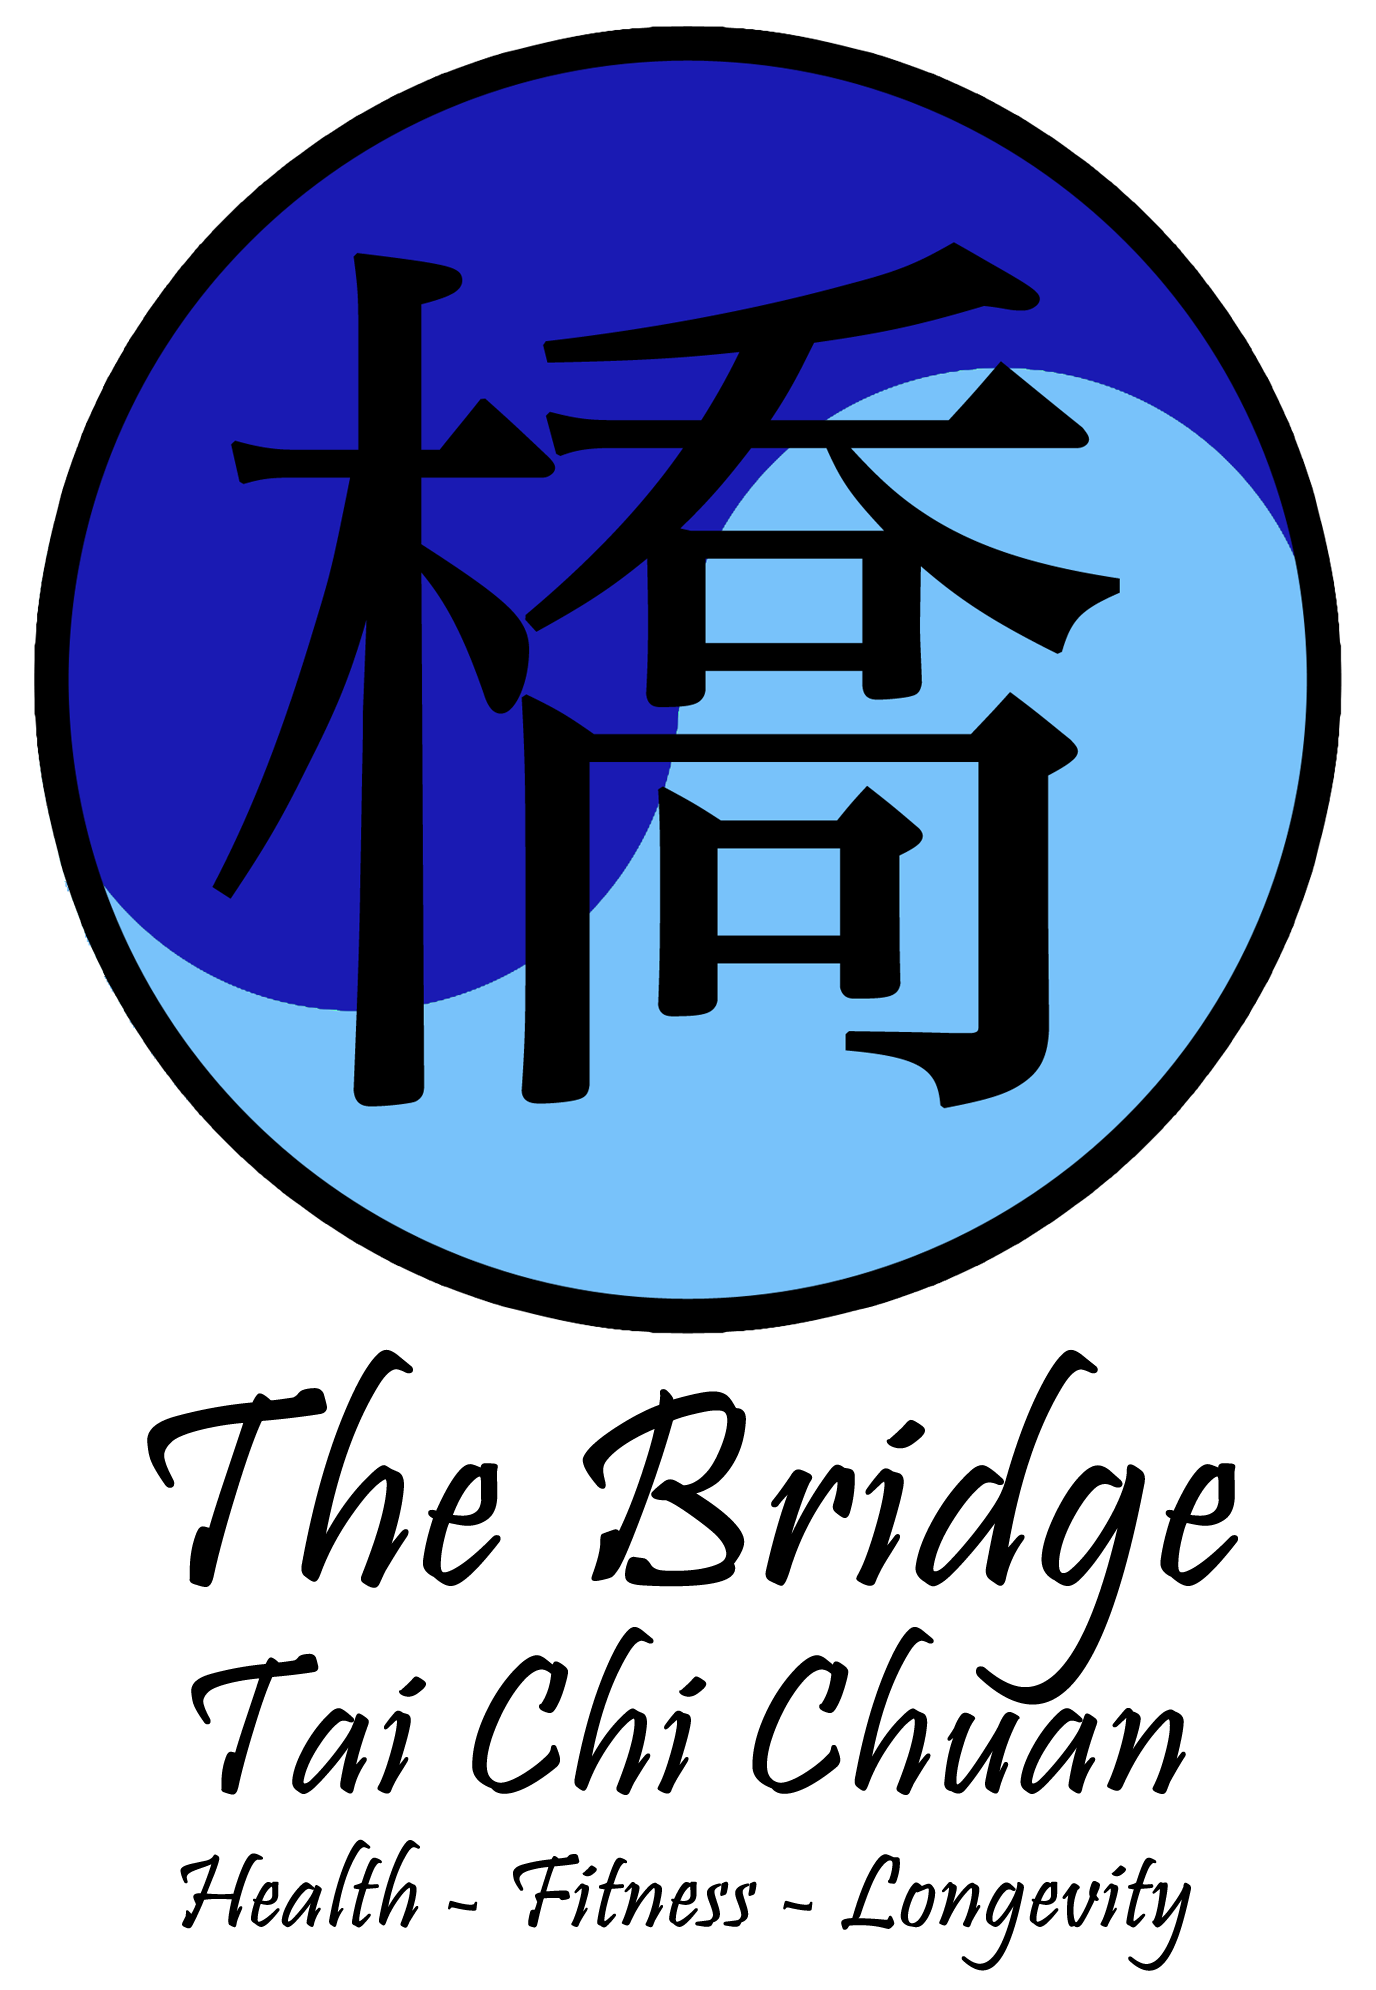 橋
The Bridge
Tai Chi Chuan
Health ~ Fitness ~ Longevity